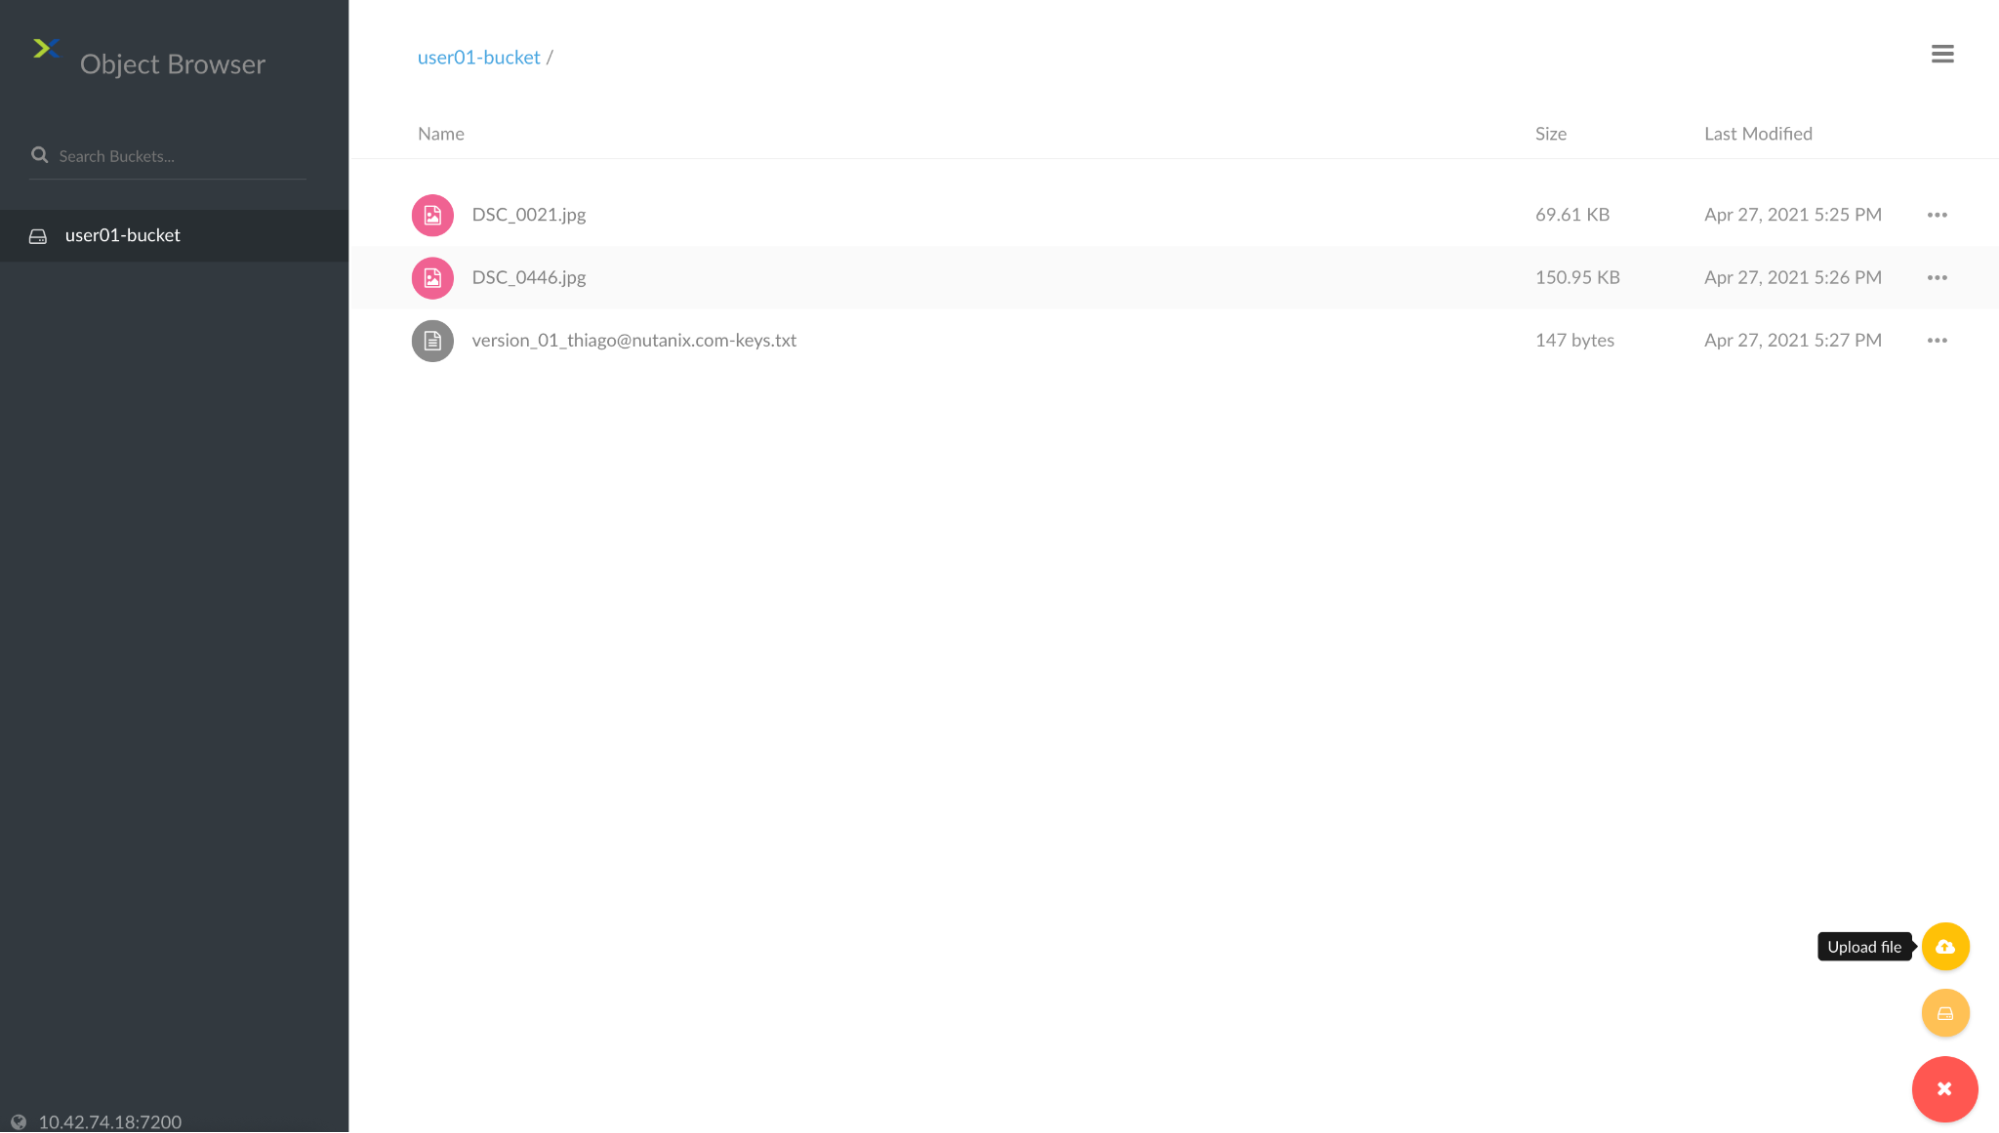 Object Browser
Search Buckets...
user01-bucket
10.42.74.18:7200
user01-bucket /
Name Size Last Modified
DSC_0021.jpg 69.61 KB Apr 27, 2021 5:25 PM
DSC_0446.jpg 150.95 KB Apr 27, 2021 5:26 PM
version_01_thiago@nutanix.com-keys.txt 147 bytes Apr 27, 2021 5:27 PM
Upload file